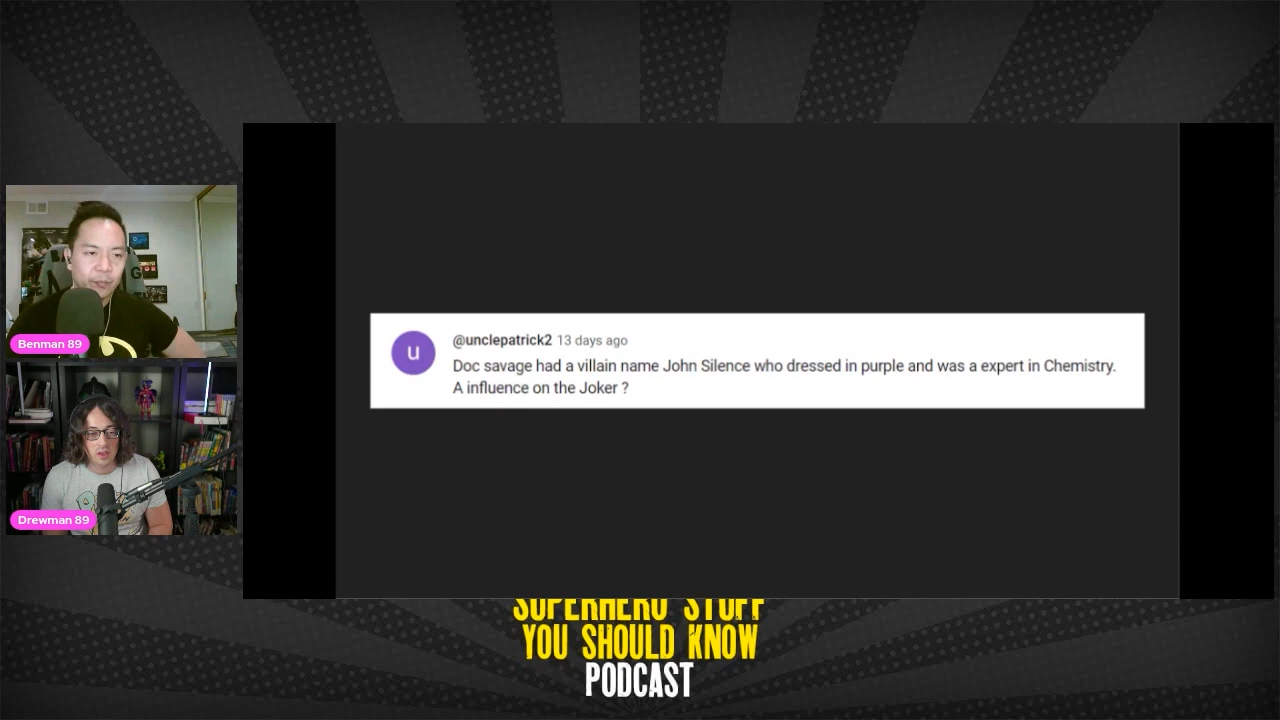 Benman 89
Drewman 89
u
@unclepatrick2 13 days ago
Doc savage had a villain name John Silence who dressed in purple and was a expert in Chemistry.
A influence on the Joker ?
SUPERHERO STUFF
YOU SHOULD KNOW
PODCAST